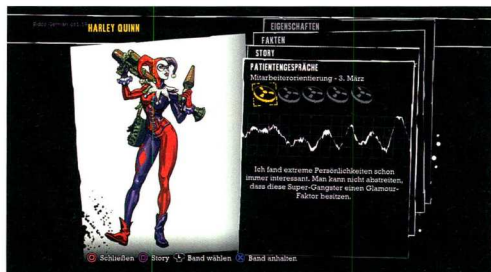 HARLEY QUINN
EIGENSCHAFTEN
FAKTEN
STORY
PATIENTENGESPRÄCHE
Mitarbeiterorientierung - 3. März
Ich fand extreme Persönlichkeiten schon
immer interessant. Man kann nicht abstreiten,
dass diese Super-Gangster einen Glamour-
Faktor besitzen.
Schließen Story Band wählen Band anhalten